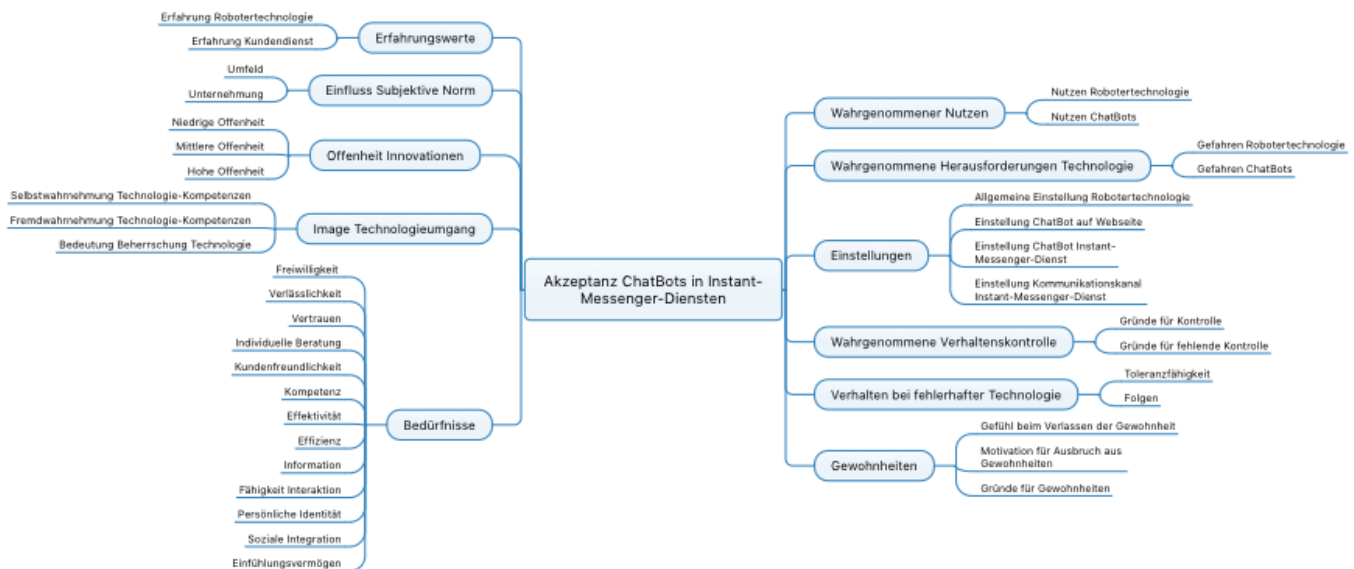 Erfahrung Robotertechnologie
Erfahrung Kundendienst
Erfahrungswerte
Umfeld
Unternehmung
Einfluss Subjektive Norm
Niedrige Offenheit
Mittlere Offenheit
Hohe Offenheit
Offenheit Innovationen
Selbstwahrnehmung Technologie-Kompetenzen
Fremdwahrnehmung Technologie-Kompetenzen
Bedeutung Beherrschung Technologie
Image Technologieumgang
Freiwilligkeit
Verlässlichkeit
Vertrauen
Individuelle Beratung
Kundenfreundlichkeit
Kompetenz
Effektivität
Effizienz
Information
Fähigkeit Interaktion
Persönliche Identität
Soziale Integration
Einfühlungsvermögen
Bedürfnisse
Akzeptanz ChatBots in Instant-
Messenger-Diensten
Wahrgenommener Nutzen
Nutzen Robotertechnologie
Nutzen ChatBots
Wahrgenommene Herausforderungen Technologie
Gefahren Robotertechnologie
Gefahren ChatBots
Einstellungen
Allgemeine Einstellung Robotertechnologie
Einstellung ChatBot auf Webseite
Einstellung ChatBot Instant-
Messenger-Dienst
Einstellung Kommunikationskanal
Instant-Messenger-Dienst
Wahrgenommene Verhaltenskontrolle
Gründe für Kontrolle
Gründe für fehlende Kontrolle
Verhalten bei fehlerhafter Technologie
Toleranzfähigkeit
Folgen
Gewohnheiten
Gefühl beim Verlassen der Gewohnheit
Motivation für Ausbruch aus
Gewohnheiten
Gründe für Gewohnheiten